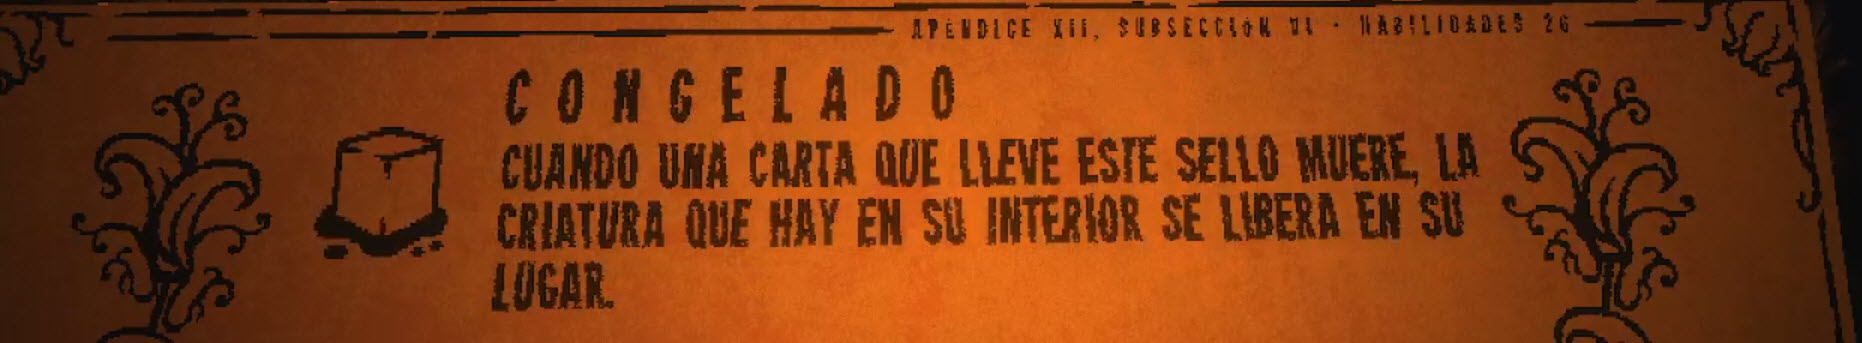 APÉNDICE XII, SUBSECCIÓN VI - HABILIDADES 26
CONGELADO
CUANDO UNA CARTA QUE LLEVE ESTE SELLO MUERE, LA
CRIATURA QUE HAY EN SU INTERIOR SE LIBERA EN SU
LUGAR.